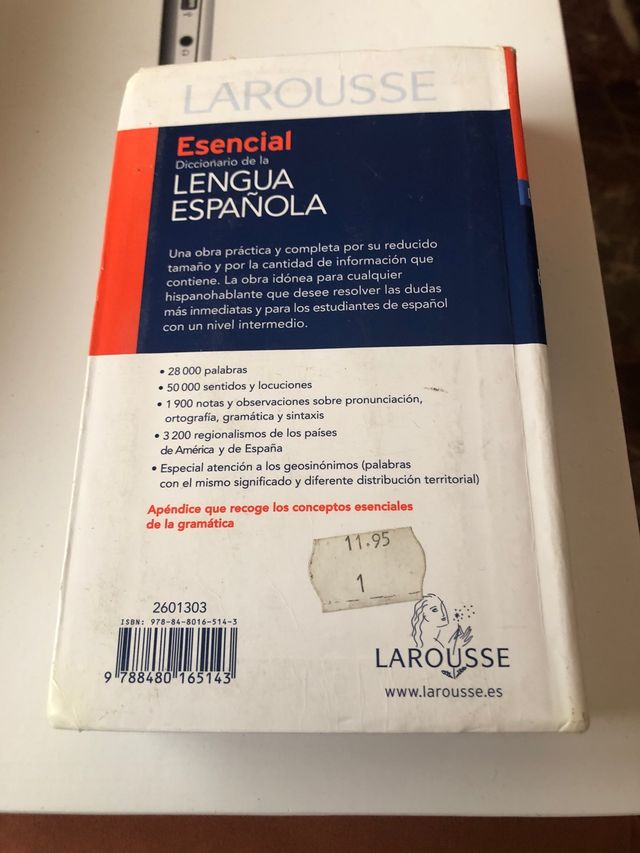 LAROUSSE
Esencial
Diccionario de la
LENGUA
ESPAÑOLA
Una obra práctica y completa por su reducido
tamaño y por la cantidad de información que
contiene. La obra idónea para cualquier
hispanohablante que desee resolver las dudas
más inmediatas y para los estudiantes de español
con un nivel intermedio.
• 28 000 palabras
• 50 000 sentidos y locuciones
• 1 900 notas y observaciones sobre pronunciación,
ortografía, gramática y sintaxis
• 3 200 regionalismos de los países
de América y de España
• Especial atención a los geosinónimos (palabras
con el mismo significado y diferente distribución territorial)
Apéndice que recoge los conceptos esenciales
de la gramática
11.95
1
2601303
ISBN: 978-84-8016-514-3
9 788480 165143
LAROUSSE
www.larousse.es